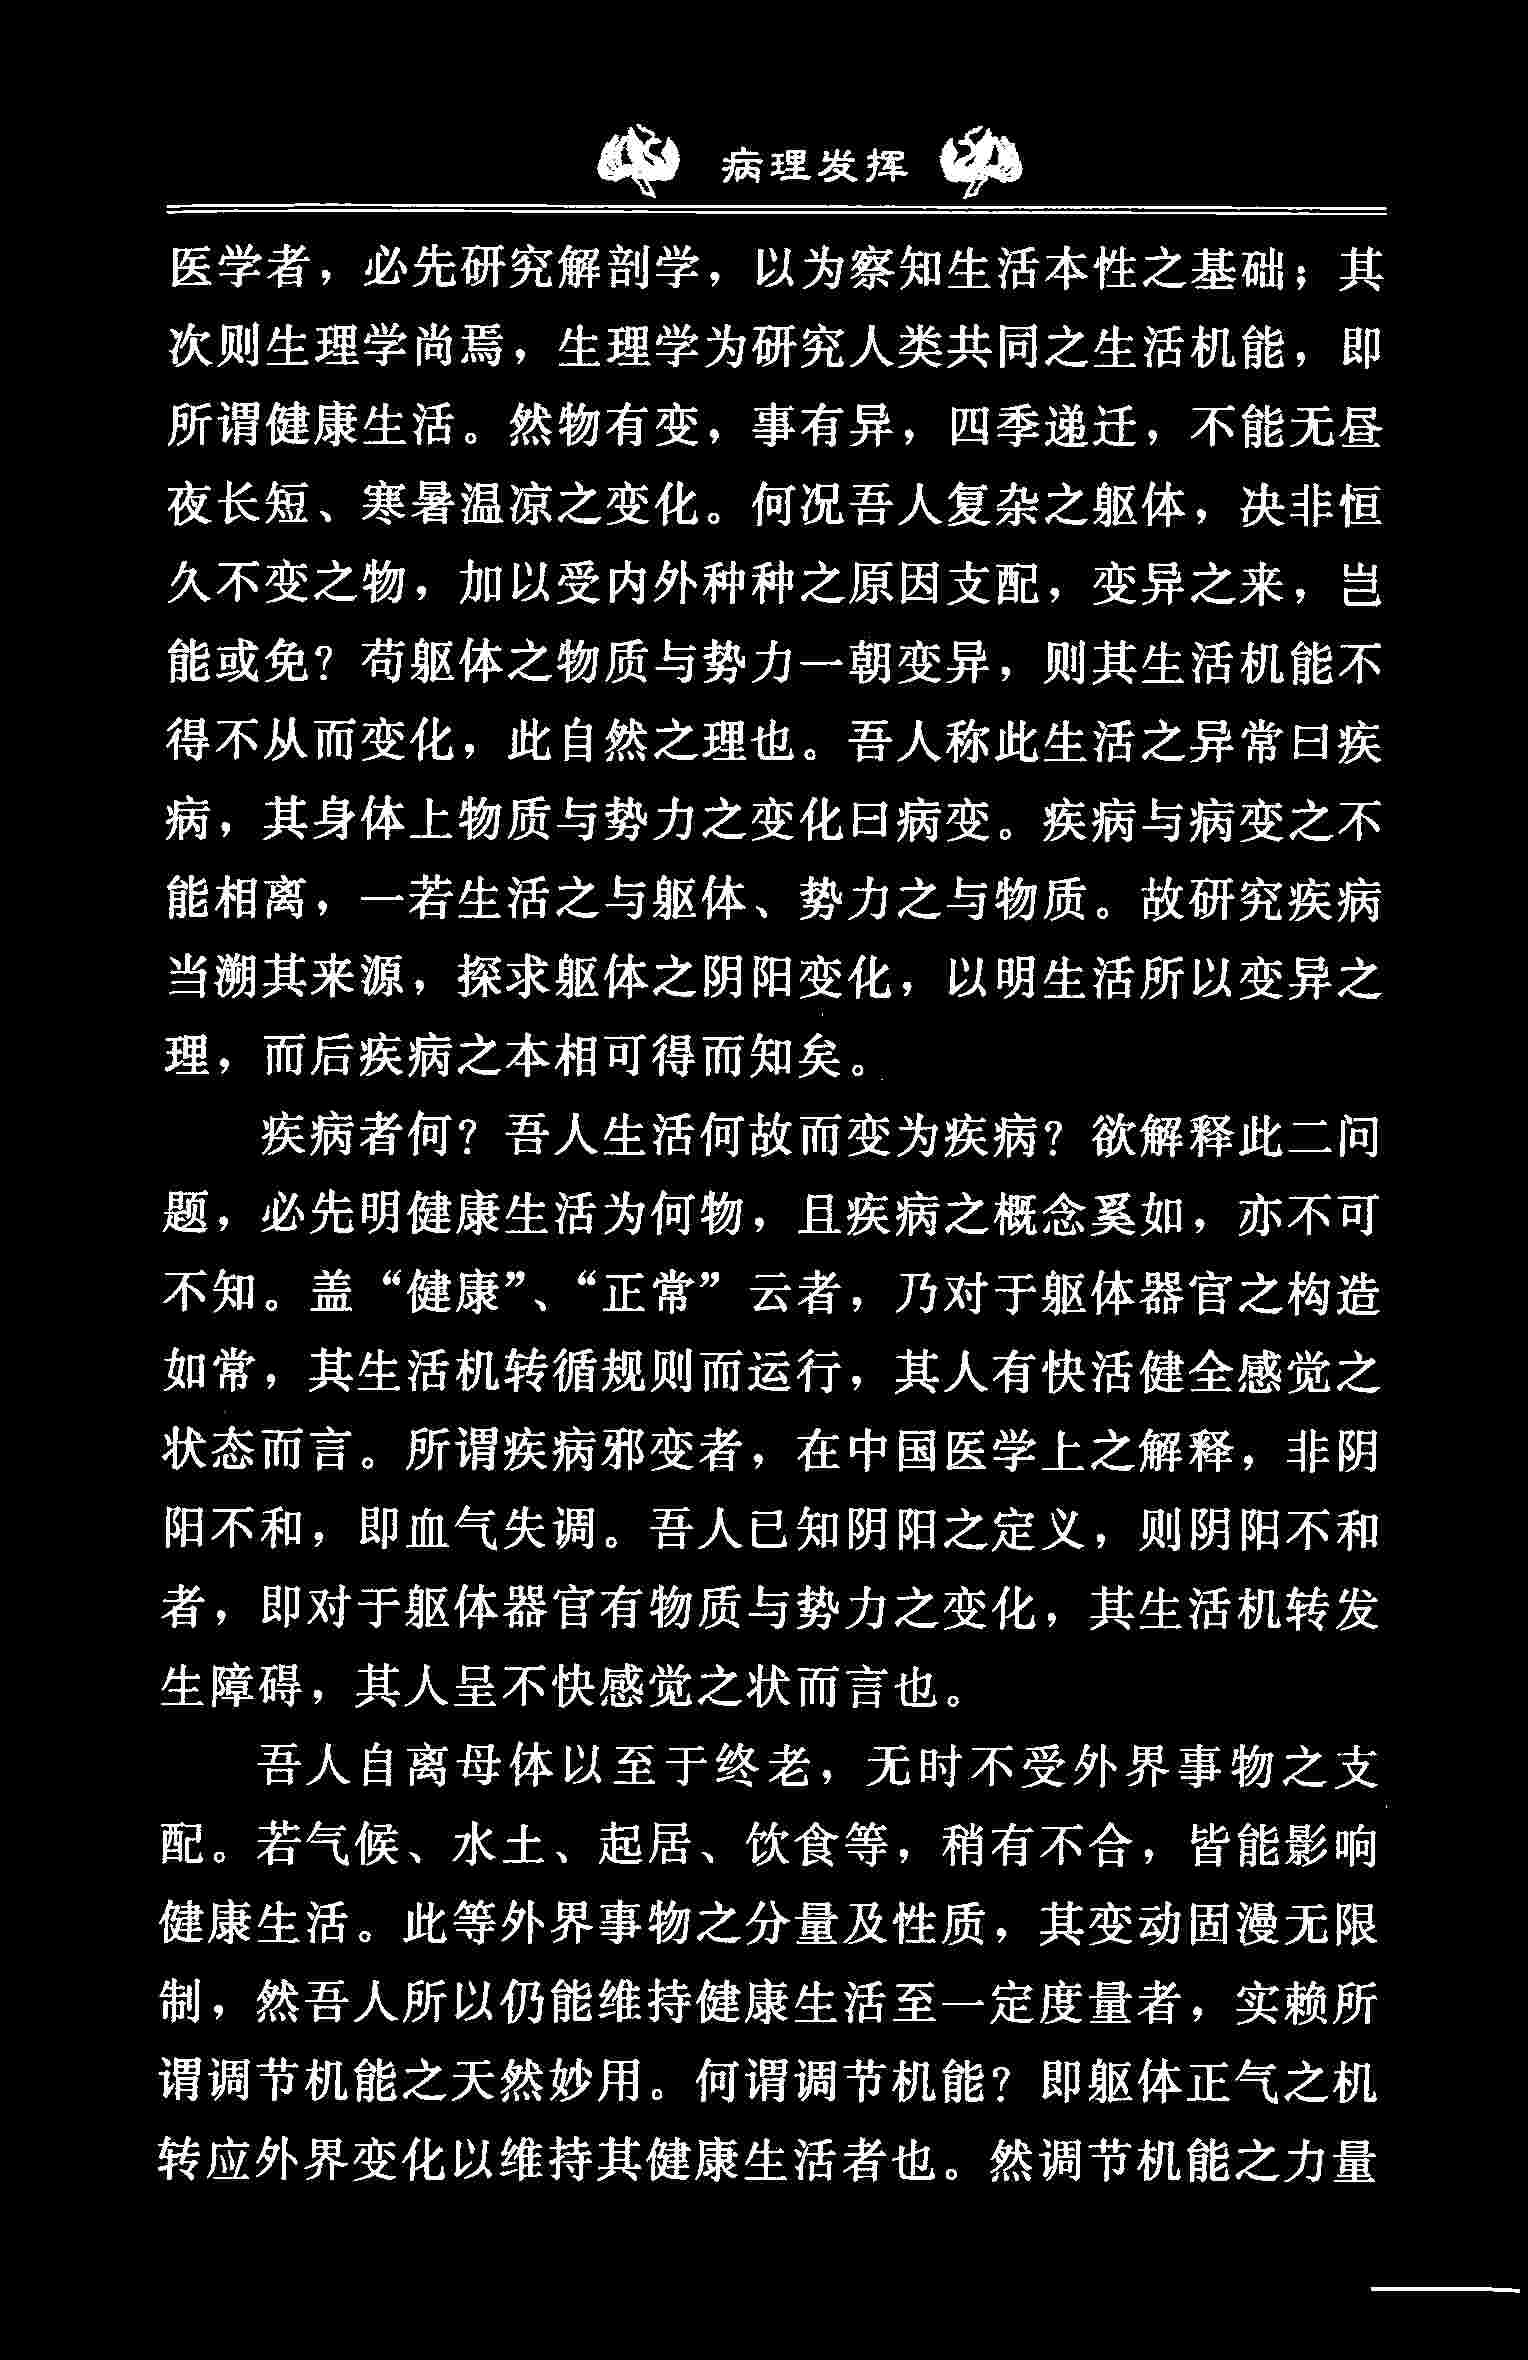 病理发挥
医学者，必先研究解剖学，以为察知生活本性之基础；其
次则生理学尚焉，生理学为研究人类共同之生活机能，即
所谓健康生活。然物有变，事有异，四季递迁，不能无昼
夜长短、寒暑温凉之变化。何况吾人复杂之躯体，决非恒
久不变之物，加以受内外种种之原因支配，变异之来，岂
能或免？苟躯体之物质与势力一朝变异，则其生活机能不
得不从而变化，此自然之理也。吾人称此生活之异常曰疾
病，其身体上物质与势力之变化曰病变。疾病与病变之不
能相离，一若生活之与躯体、势力之与物质。故研究疾病
当溯其来源，探求躯体之阴阳变化，以明生活所以变异之
理，而后疾病之本相可得而知矣。
疾病者何？吾人生活何故而变为疾病？欲解释此二问
题，必先明健康生活为何物，且疾病之概念奚如，亦不可
不知。盖“健康”、“正常”云者，乃对于躯体器官之构造
如常，其生活机转循规则而运行，其人有快活健全感觉之
状态而言。所谓疾病邪变者，在中国医学上之解释，非阴
阳不和，即血气失调。吾人已知阴阳之定义，则阴阳不和
者，即对于躯体器官有物质与势力之变化，其生活机转发
生障碍，其人呈不快感觉之状而言也。
吾人自离母体以至于终老，无时不受外界事物之支
配。若气候、水土、起居、饮食等，稍有不合，皆能影响
健康生活。此等外界事物之分量及性质，其变动固漫无限
制，然吾人所以仍能维持健康生活至一定度量者，实赖所
谓调节机能之天然妙用。何谓调节机能？即躯体正气之机
转应外界变化以维持其健康生活者也。然调节机能之力量